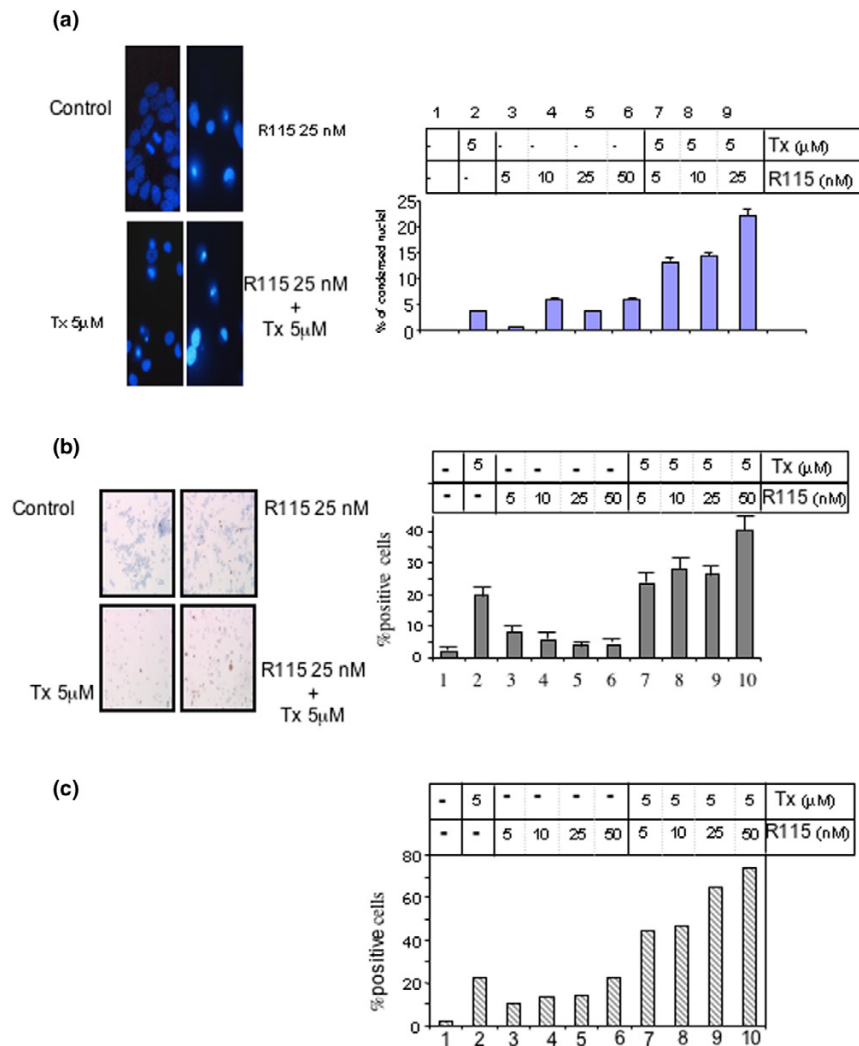 (a)
Control
R115 25 nM
Tx 5μM
R115 25 nM
+
Tx 5μM
1 2 3 4 5 6 7 8 9
- 5 - - - - 5 5 5 Tx (μM)
- - 5 10 25 50 5 10 25 R115 (nM)
% of condensed nuclei
25
20
15
10
5
0
(b)
Control
R115 25 nM
Tx 5μM
R115 25 nM
+
Tx 5μM
- 5 - - - - 5 5 5 5 Tx (μM)
- - 5 10 25 50 5 10 25 50 R115 (nM)
%positive cells
40
30
20
10
0
1 2 3 4 5 6 7 8 9 10
(c)
- 5 - - - - 5 5 5 5 Tx (μM)
- - 5 10 25 50 5 10 25 50 R115 (nM)
%positive cells
80
60
40
20
0
1 2 3 4 5 6 7 8 9 10